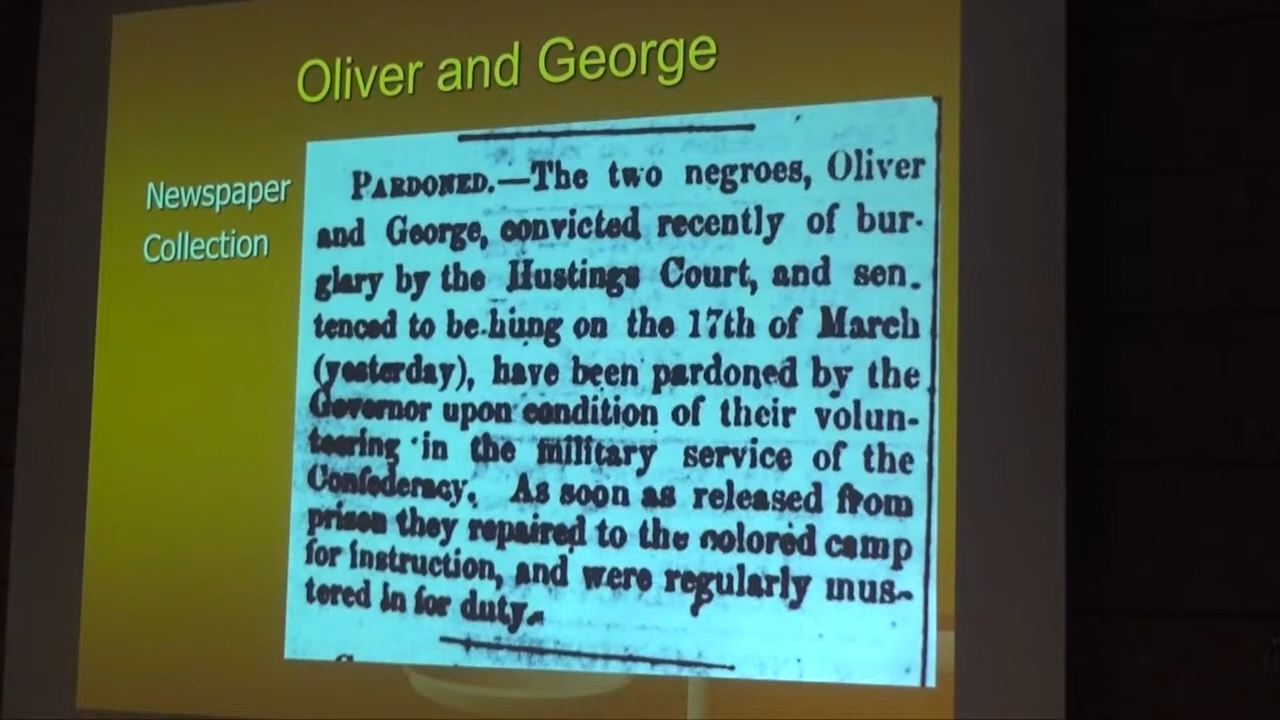 Oliver and George
Newspaper
Collection
PARDONED.—The two negroes, Oliver
and George, convicted recently of bur-
glary by the Hustings Court, and sen.
tenced to be hung on the 17th of March
(yesterday), have been pardoned by the
Governor upon condition of their volun-
teering in the military service of the
Confederacy. As soon as released from
prison they repaired to the colored camp
for instruction, and were regularly mus-
tered in for duty.